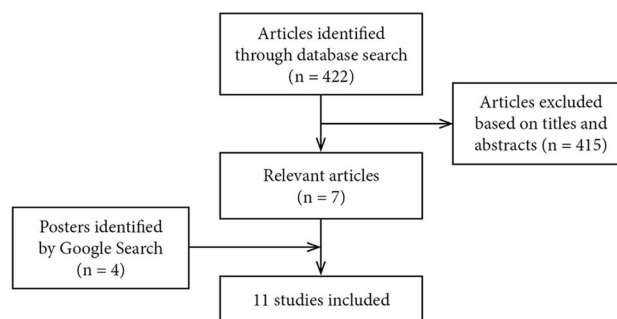 Articles identified
through database search
(n = 422)
Articles excluded
based on titles and
abstracts (n = 415)
Relevant articles
(n = 7)
Posters identified
by Google Search
(n = 4)
11 studies included